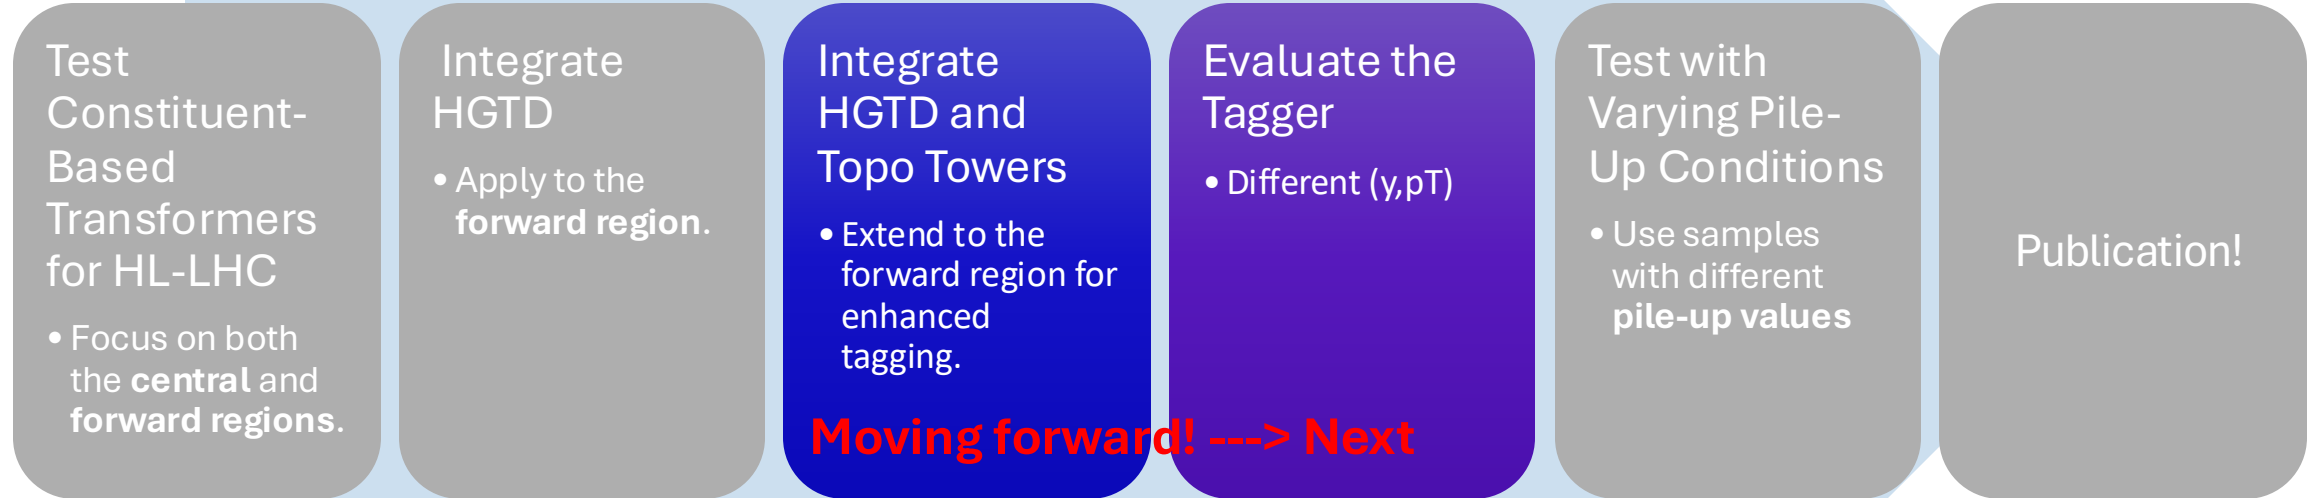 Test
Constituent-
Based
Transformers
for HL-LHC
• Focus on both
the central and
forward regions.
Integrate
HGTD
• Apply to the
forward region.
Integrate
HGTD and
Topo Towers
• Extend to the
forward region for
enhanced
tagging.
Evaluate the
Tagger
• Different (y,pT)
Moving forward! ---> Next
Test with
Varying Pile-
Up Conditions
• Use samples
with different
pile-up values
Publication!